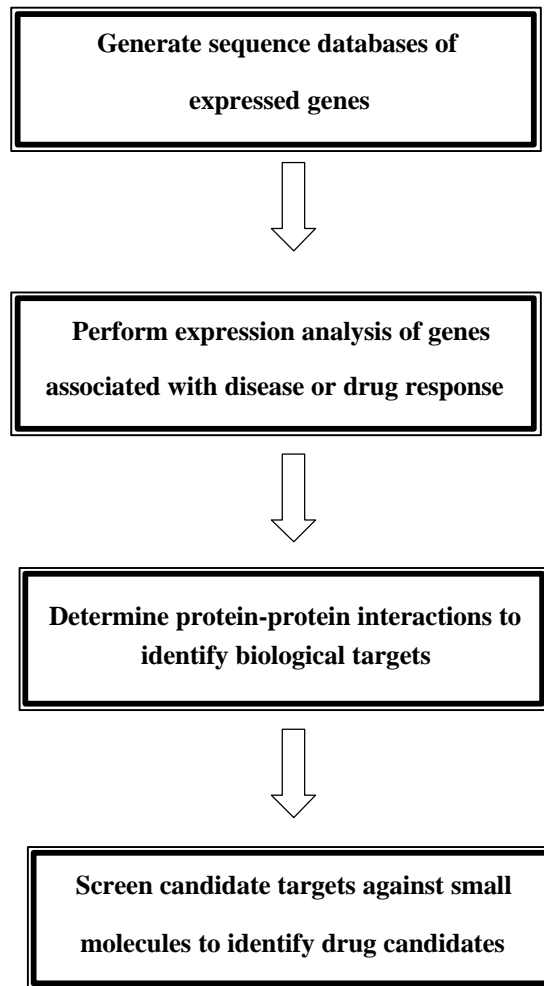 Generate sequence databases of
expressed genes
Perform expression analysis of genes
associated with disease or drug response
Determine protein-protein interactions to
identify biological targets
Screen candidate targets against small
molecules to identify drug candidates